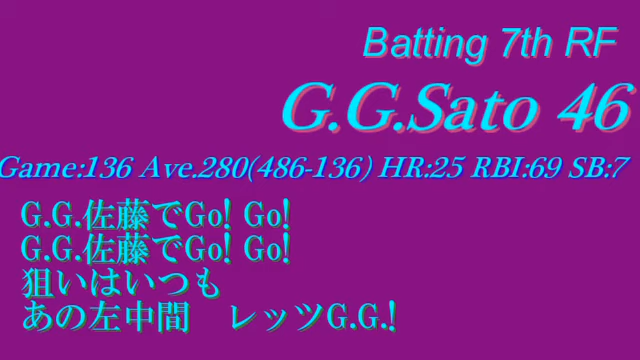 Batting 7th RF
G.G.Sato 46
Game:136 Ave.280(486-136) HR:25 RBI:69 SB:7
G.G.佐藤でGo! Go!
G.G.佐藤でGo! Go!
狙いはいつも
あの左中間　レッツG.G.!